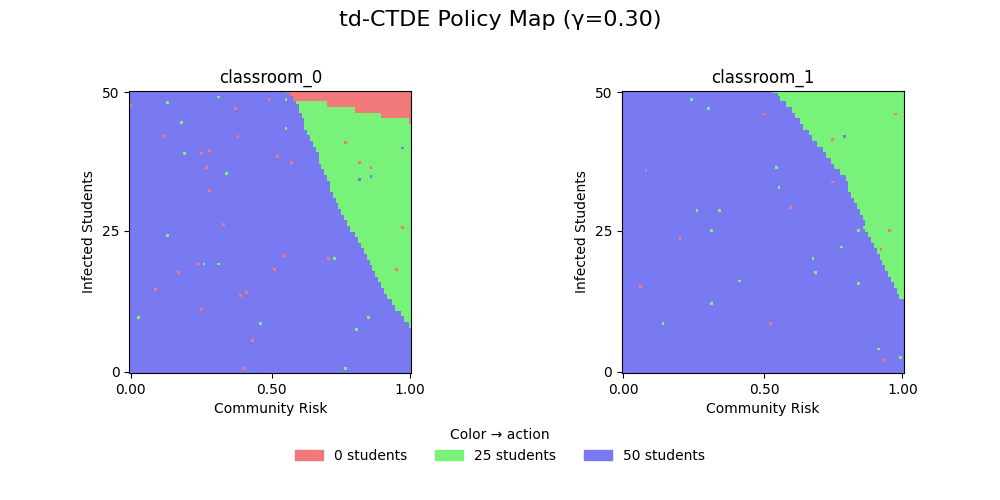 td-CTDE Policy Map (γ=0.30)
classroom_0
classroom_1
Infected Students
50
25
0
0.00 0.50 1.00
Community Risk
Infected Students
50
25
0
0.00 0.50 1.00
Community Risk
Color → action
0 students 25 students 50 students